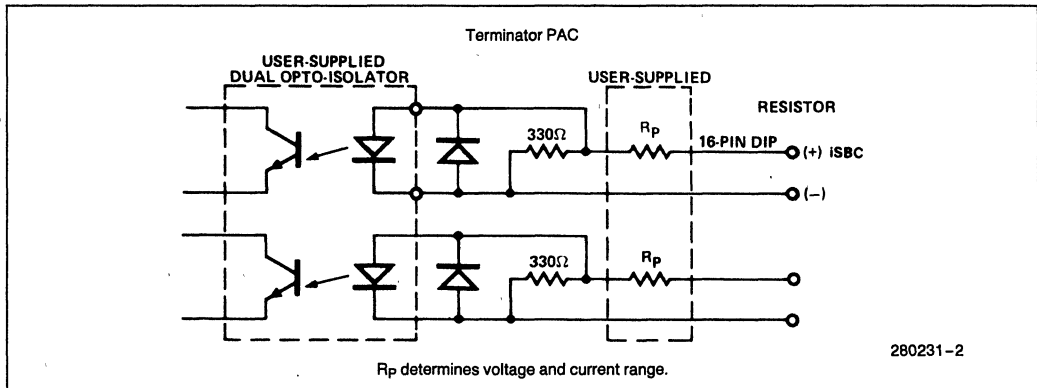 Terminator PAC
USER-SUPPLIED
DUAL OPTO-ISOLATOR
USER-SUPPLIED
RESISTOR
330Ω
RP
16-PIN DIP
(+) iSBC
(−)
330Ω
RP
280231-2
RP determines voltage and current range.